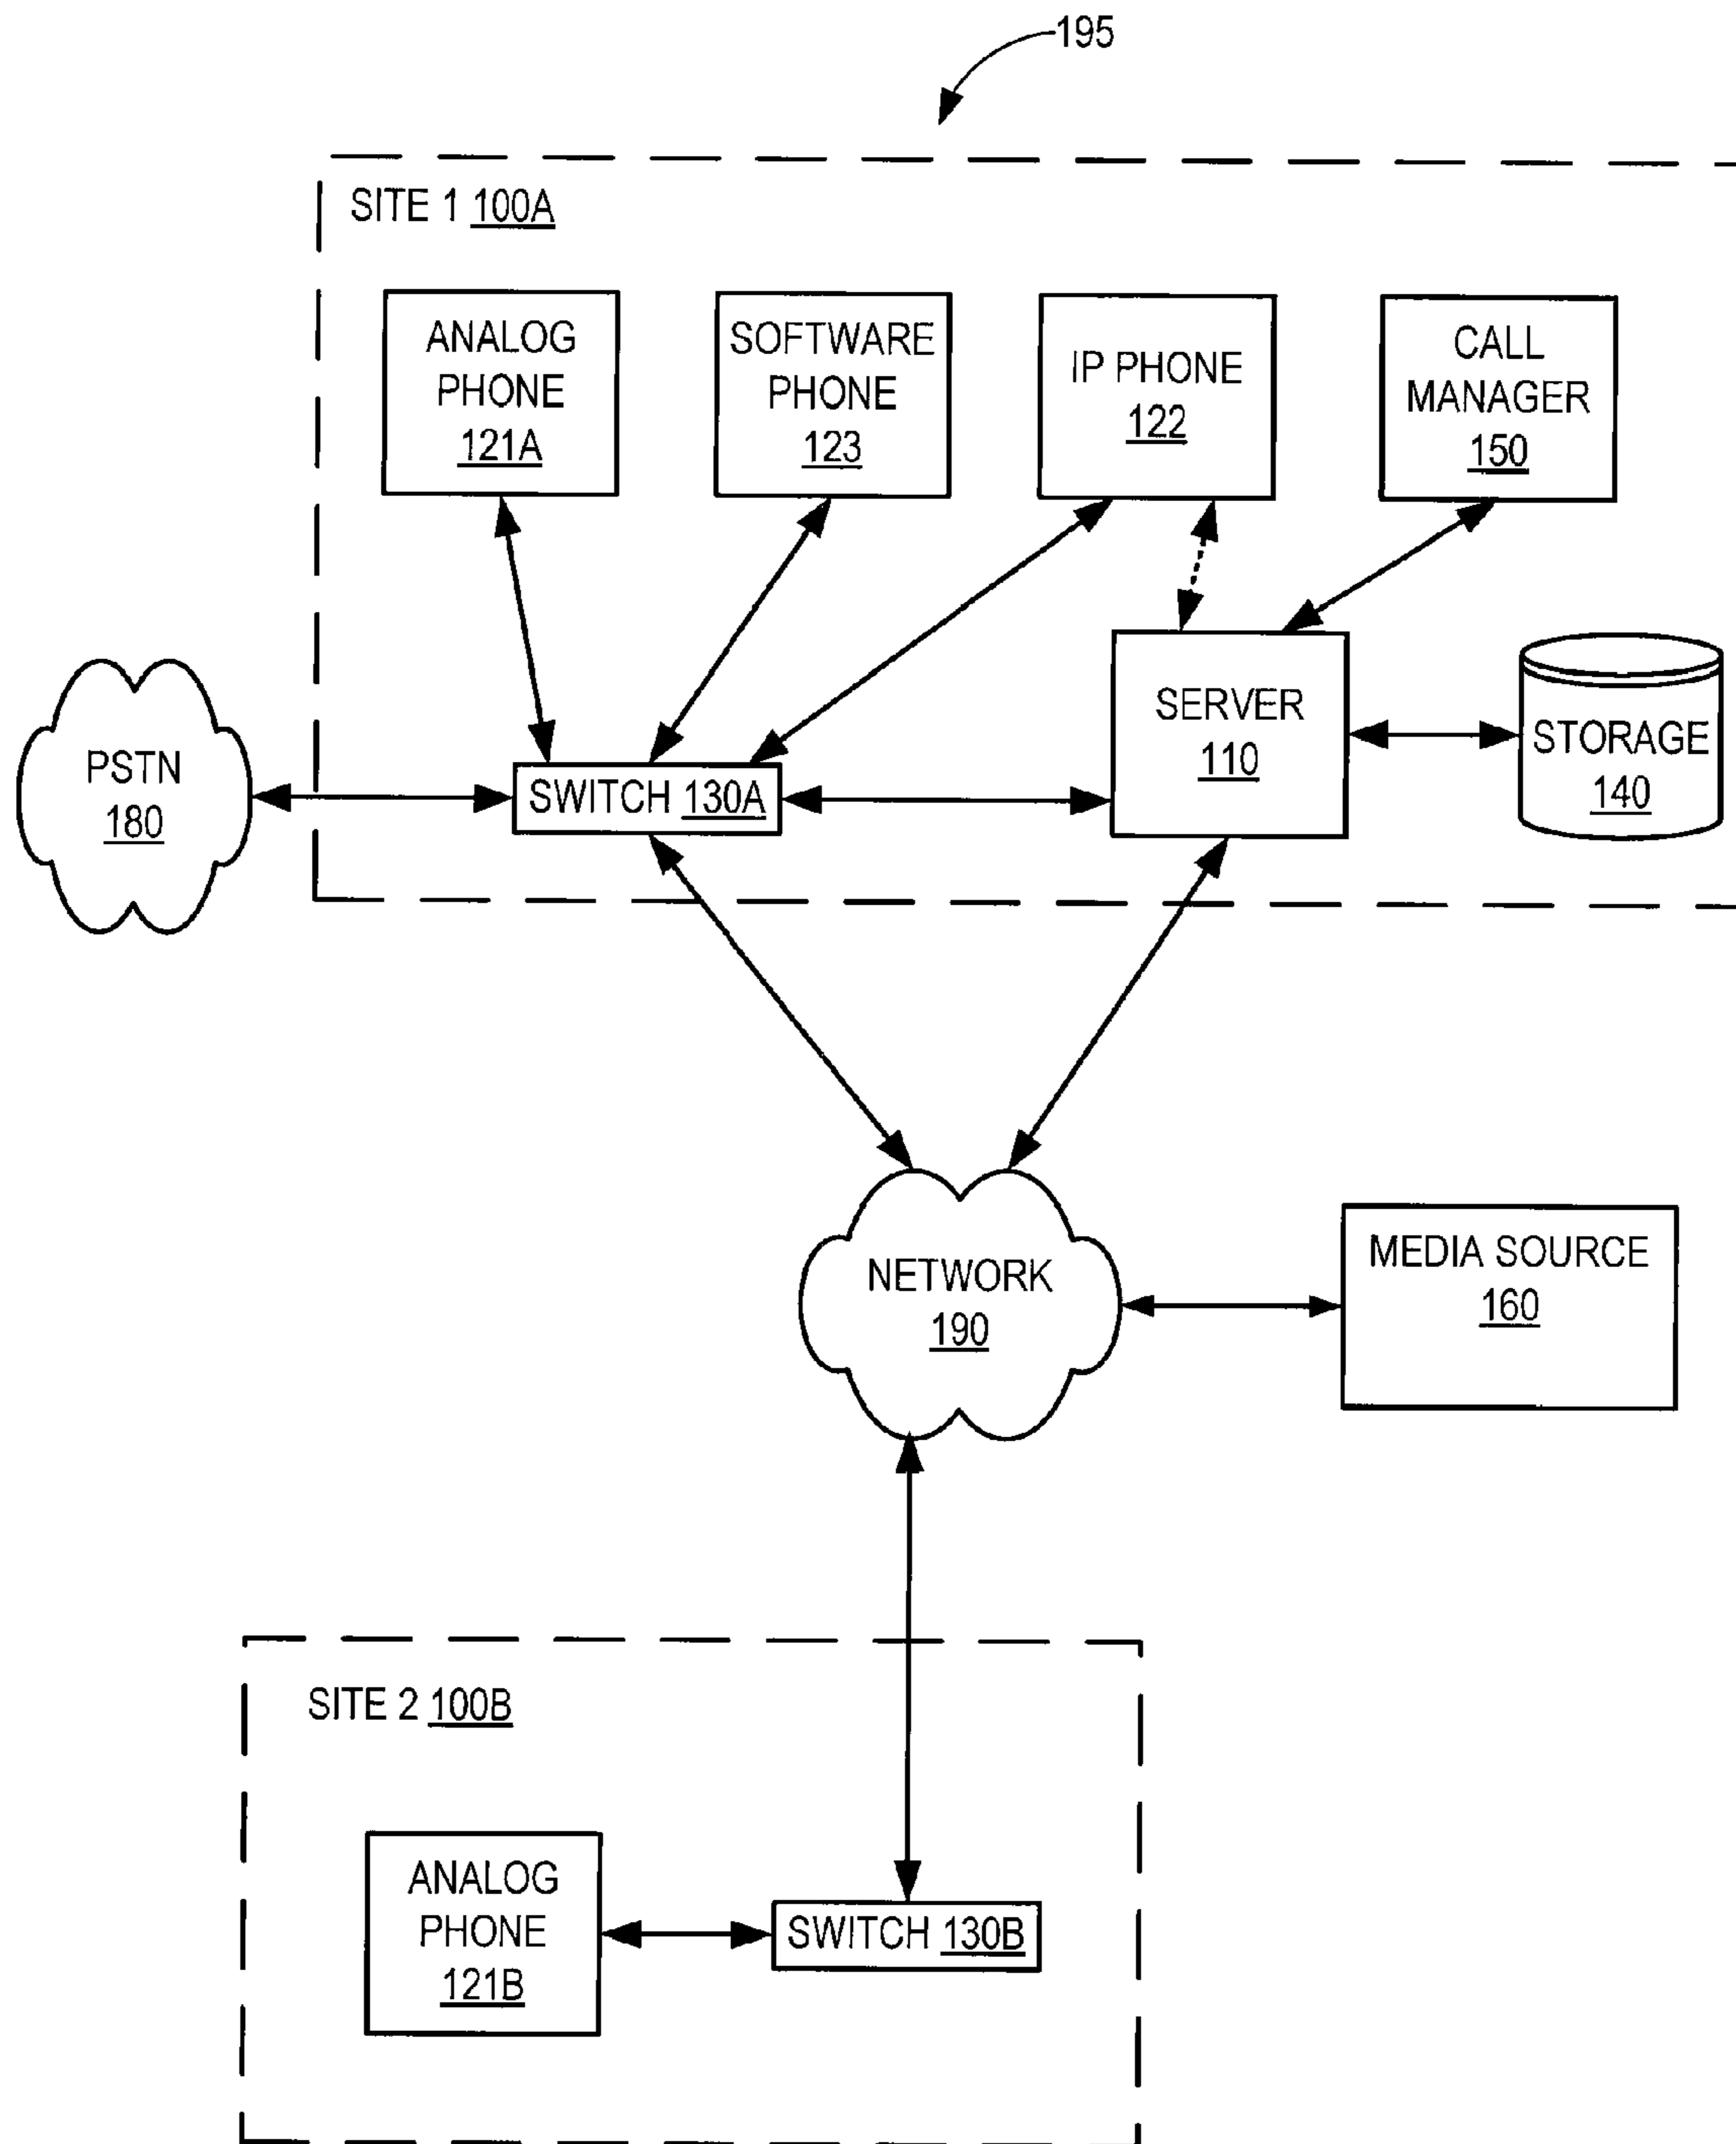 195
SITE 1 100A
ANALOG
PHONE
121A
SOFTWARE
PHONE
123
IP PHONE
122
CALL
MANAGER
150
PSTN
180
SWITCH 130A
SERVER
110
STORAGE
140
NETWORK
190
MEDIA SOURCE
160
SITE 2 100B
ANALOG
PHONE
121B
SWITCH 130B